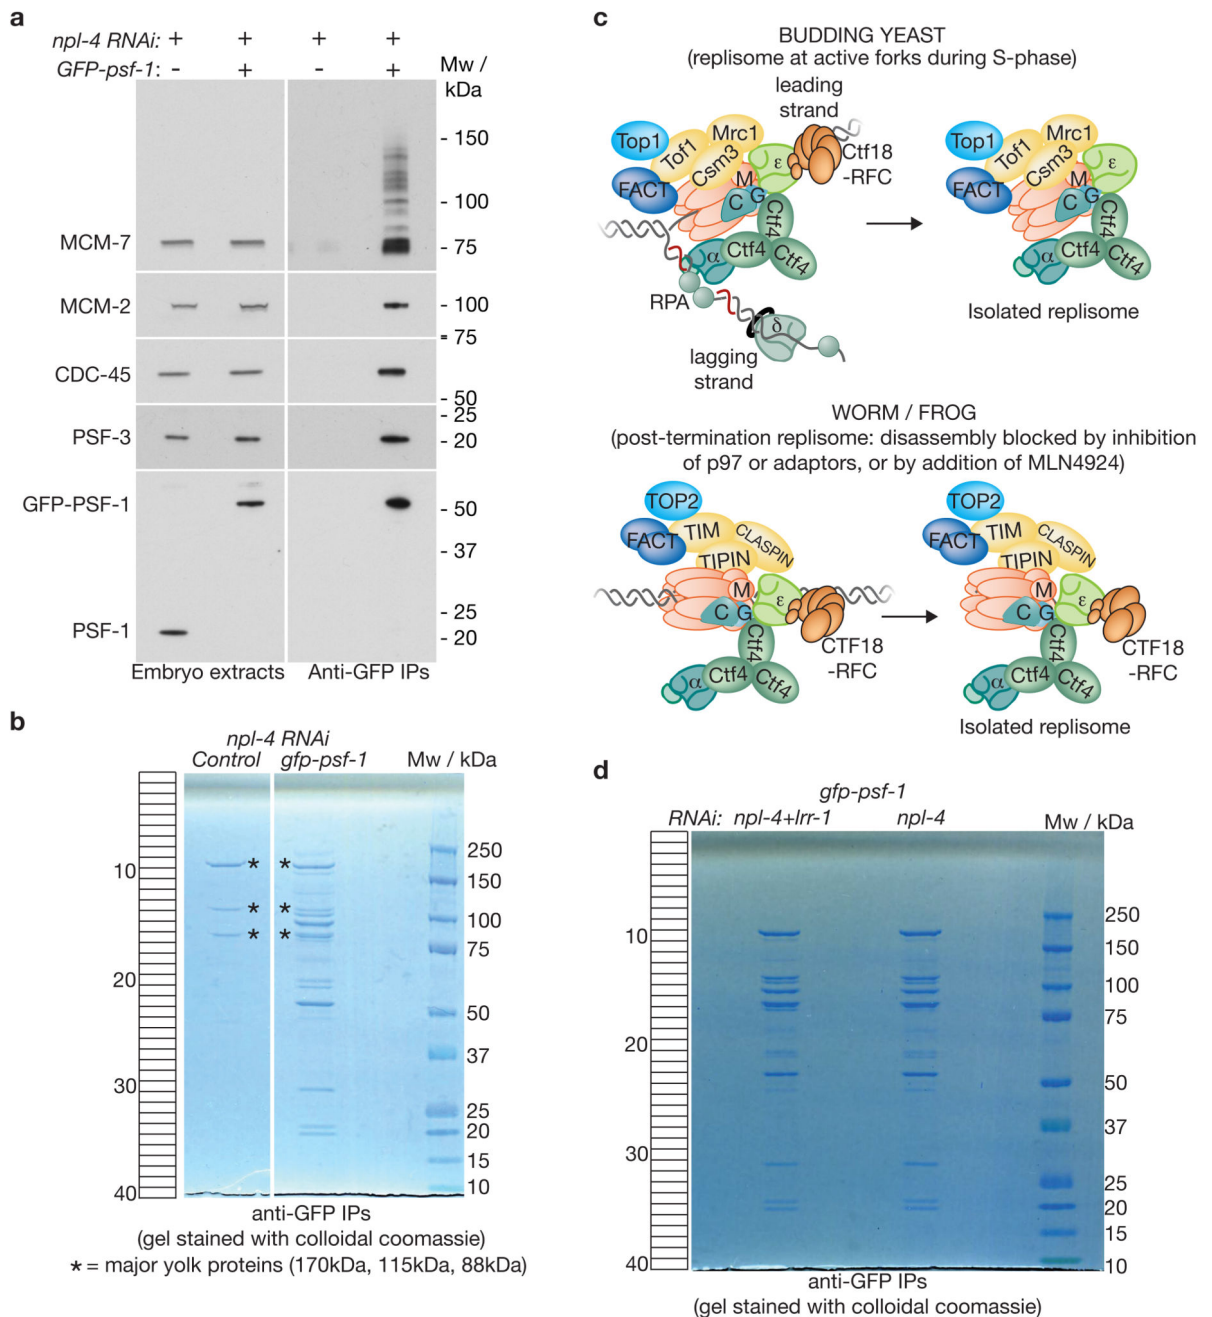 a
npl-4 RNAi: + + + +
GFP-psf-1: - + - +
Mw /
kDa
- 150
- 100
MCM-7
- 75
MCM-2
- 100
- 75
CDC-45
- 50
- 25
PSF-3
- 20
GFP-PSF-1
- 50
- 37
- 25
PSF-1
- 20
Embryo extracts
Anti-GFP IPs
b
npl-4 RNAi
Control gfp-psf-1
Mw / kDa
10
20
30
40
*
*
*
*
*
*
250
150
100
75
50
37
25
20
15
10
anti-GFP IPs
(gel stained with colloidal coomassie)
* = major yolk proteins (170kDa, 115kDa, 88kDa)
c
BUDDING YEAST
(replisome at active forks during S-phase)
leading
strand
Top1
Tof1
Mrc1
Csm3
FACT
M
C
G
ε
Ctf18
-RFC
Ctf4
Ctf4
Ctf4
α
RPA
δ
lagging
strand
Top1
Tof1
Mrc1
Csm3
FACT
M
C
G
ε
Ctf4
Ctf4
Ctf4
α
Isolated replisome
WORM / FROG
(post-termination replisome: disassembly blocked by inhibition
of p97 or adaptors, or by addition of MLN4924)
TOP2
FACT
TIM
CLASPIN
TIPIN
M
C
G
ε
CTF18
-RFC
Ctf4
Ctf4
Ctf4
α
TOP2
FACT
TIM
CLASPIN
TIPIN
M
C
G
ε
CTF18
-RFC
Ctf4
Ctf4
Ctf4
α
Isolated replisome
d
gfp-psf-1
RNAi: npl-4+lrr-1 npl-4
Mw / kDa
10
20
30
40
250
150
100
75
50
37
25
20
15
10
anti-GFP IPs
(gel stained with colloidal coomassie)